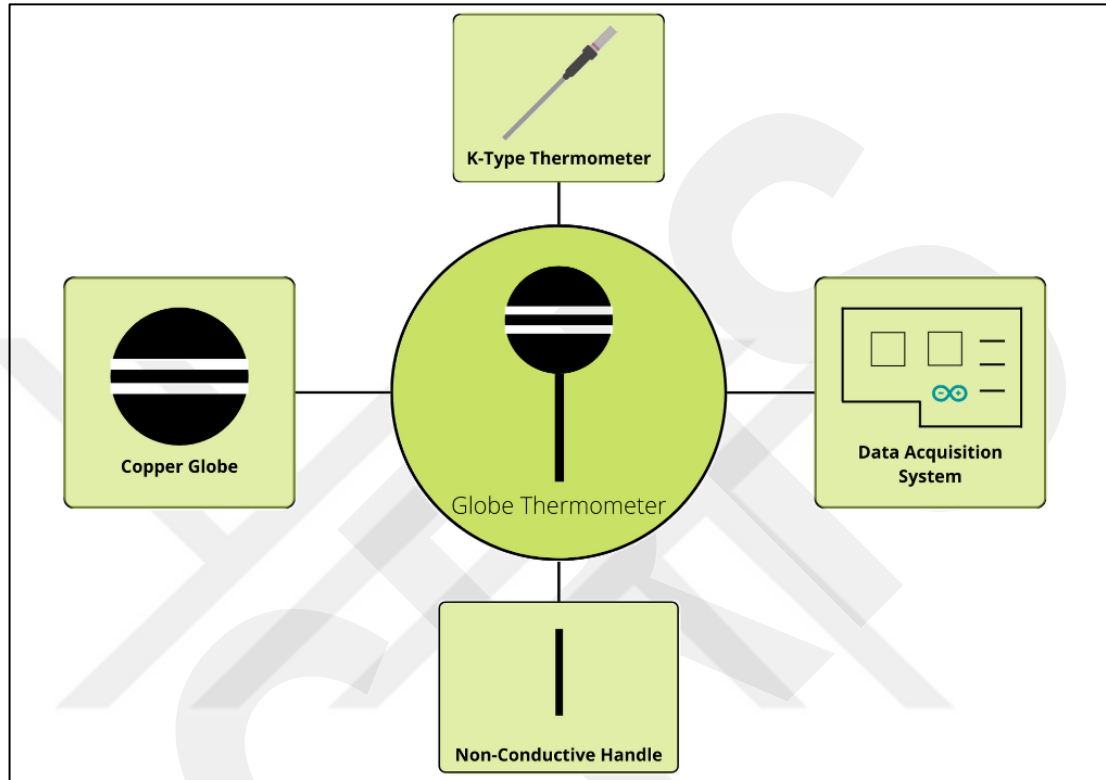 K-Type Thermometer
Copper Globe
Globe Thermometer
Data Acquisition
System
Non-Conductive Handle